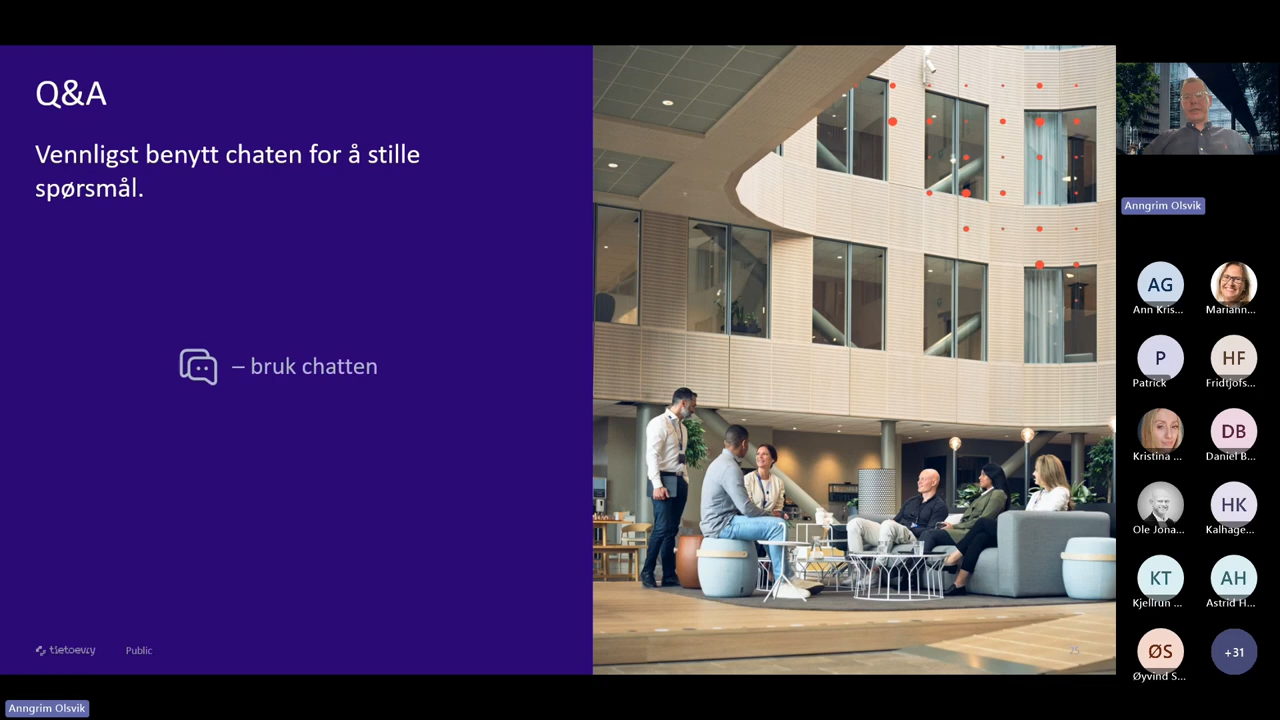 Q&A
Vennligst benytt chaten for å stille
spørsmål.
– bruk chatten
tietoevry
Public
25
Anngrim Olsvik
AG
Ann Kris...
Mariann...
P
Patrick
HF
Fridtjofs...
Kristina ...
DB
Daniel B...
Ole Jona...
HK
Kalhage...
KT
Kjellrun ...
AH
Astrid H...
ØS
Øyvind S...
+31
Anngrim Olsvik